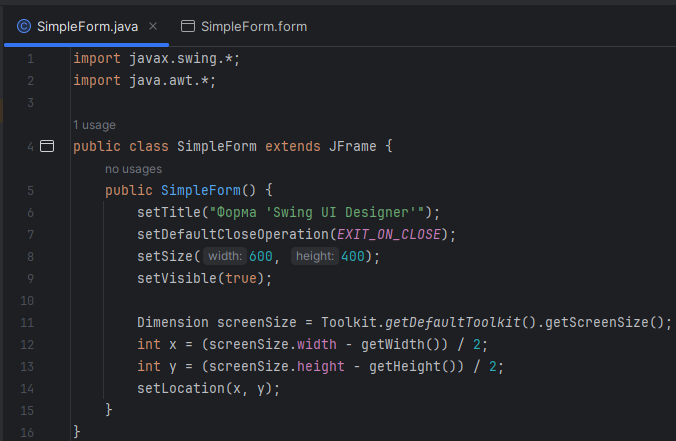 SimpleForm.java × SimpleForm.form
1 import javax.swing.*;
2 import java.awt.*;
3
1 usage
4 public class SimpleForm extends JFrame {
no usages
5 public SimpleForm() {
6 setTitle("Форма 'Swing UI Designer'");
7 setDefaultCloseOperation(EXIT_ON_CLOSE);
8 setSize( width: 600, height: 400);
9 setVisible(true);
10
11 Dimension screenSize = Toolkit.getDefaultToolkit().getScreenSize();
12 int x = (screenSize.width - getWidth()) / 2;
13 int y = (screenSize.height - getHeight()) / 2;
14 setLocation(x, y);
15 }
16 }